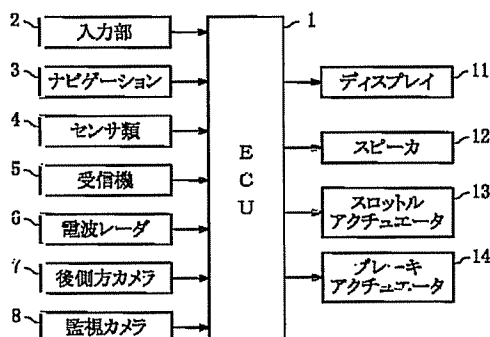 2
入力部
3
ナビゲーション
4
センサ類
5
受信機
6
電波レーダ
7
後側方カメラ
8
監視カメラ
1
ECU
11
ディスプレイ
12
スピーカ
13
スロットル
アクチュエータ
14
ブレーキ
アクチュエータ